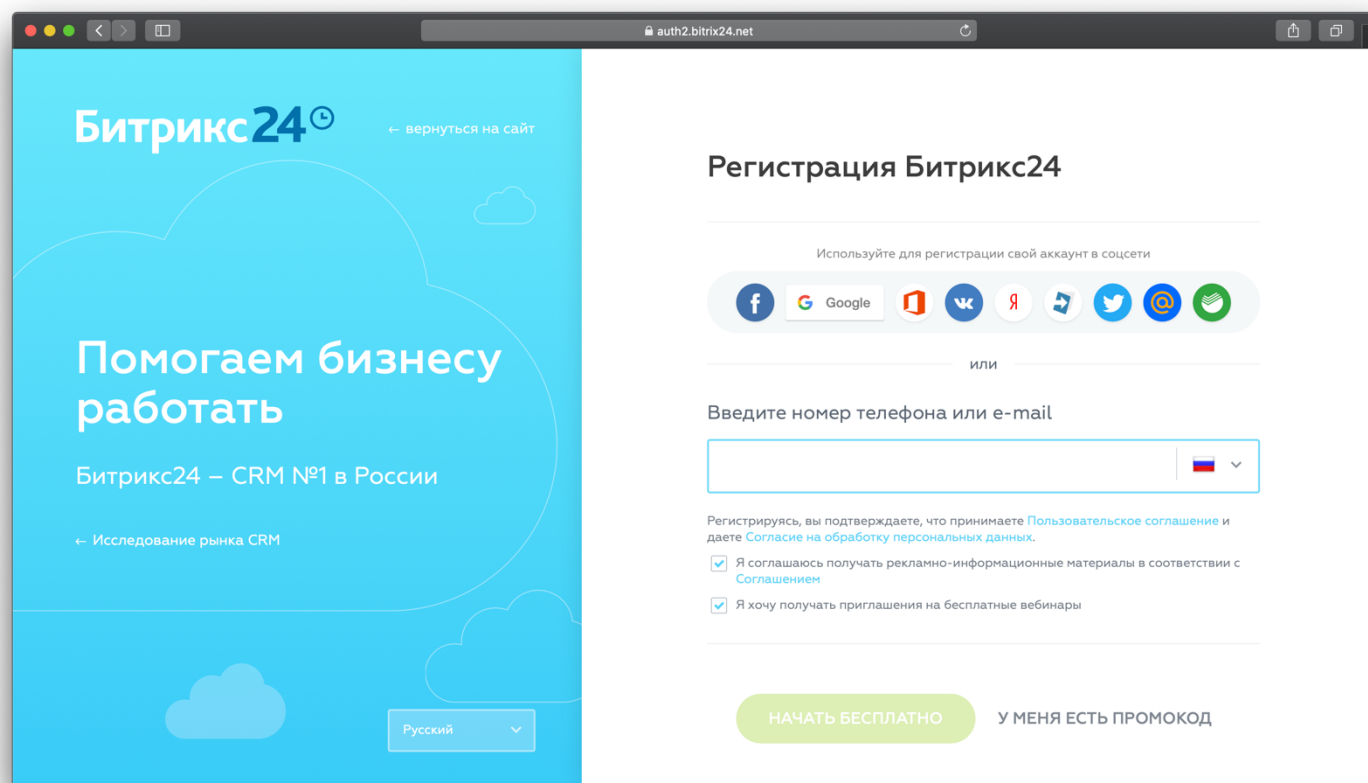 auth2.bitrix24.net
Битрикс24
← вернуться на сайт
Помогаем бизнесу
работать
Битрикс24 – CRM №1 в России
← Исследование рынка CRM
Русский
Регистрация Битрикс24
Используйте для регистрации свой аккаунт в соцсети
f
G Google
Я
@
или
Введите номер телефона или e-mail
Регистрируясь, вы подтверждаете, что принимаете Пользовательское соглашение и
даете Согласие на обработку персональных данных.
Я соглашаюсь получать рекламно-информационные материалы в соответствии с
Соглашением
Я хочу получать приглашения на бесплатные вебинары
НАЧАТЬ БЕСПЛАТНО
У МЕНЯ ЕСТЬ ПРОМОКОД